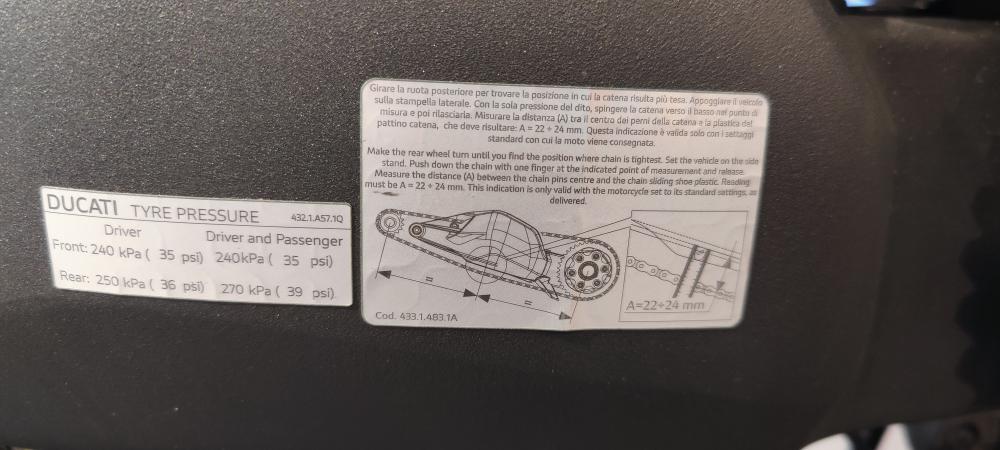 DUCATI TYRE PRESSURE 432.1.A57.1Q
Driver Driver and Passenger
Front: 240 kPa ( 35 psi) 240kPa ( 35 psi)
Rear: 250 kPa ( 36 psi) 270 kPa ( 39 psi)
Girare la ruota posteriore per trovare la posizione in cui la catena risulta più tesa. Appoggiare il veicolo
sulla stampella laterale. Con la sola pressione del dito, spingere la catena verso il basso nel punto di
misura e poi rilasciarla. Misurare la distanza (A) tra il centro dei perni della catena e la plastica del
pattino catena, che deve risultare: A = 22 ÷ 24 mm. Questa indicazione è valida solo con i settaggi
standard con cui la moto viene consegnata.
Make the rear wheel turn until you find the position where chain is tightest. Set the vehicle on the side
stand. Push down the chain with one finger at the indicated point of measurement and release.
Measure the distance (A) between the chain pins centre and the chain sliding shoe plastic. Reading
must be A = 22 ÷ 24 mm. This indication is only valid with the motorcycle set to its standard settings, as
delivered.
=
=
A=22÷24 mm
Cod. 433.1.483.1A